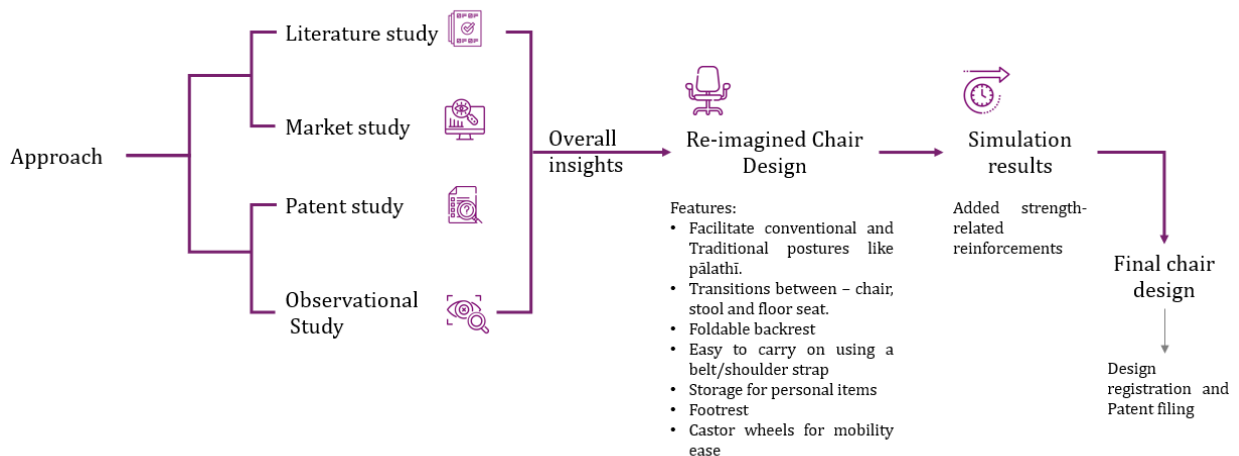 Approach
Literature study
Market study
Patent study
Observational
Study
Overall
insights
Re-imagined Chair
Design
Features:
• Facilitate conventional and
Traditional postures like
pālathī.
• Transitions between – chair,
stool and floor seat.
• Foldable backrest
• Easy to carry on using a
belt/shoulder strap
• Storage for personal items
• Footrest
• Castor wheels for mobility
ease
Simulation
results
Added strength-
related
reinforcements
Final chair
design
Design
registration and
Patent filing